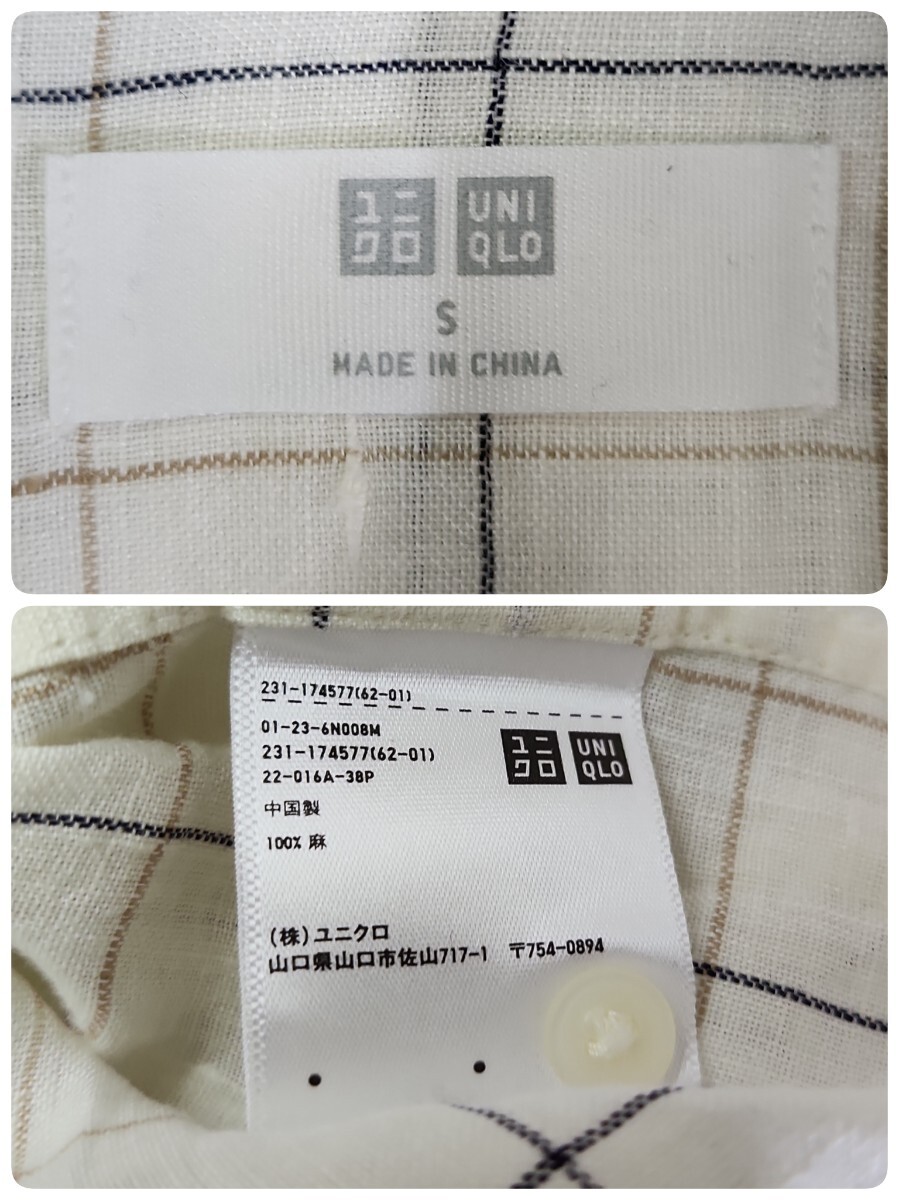 ユニ
クロ
UNI
QLO
S
MADE IN CHINA
231-174577(62-01)
01-23-6N008M
231-174577(62-01)
22-016A-38P
ユニ
クロ
UNI
QLO
中国製
100% 麻
(株)ユニクロ
山口県山口市佐山717-1 〒754-0894